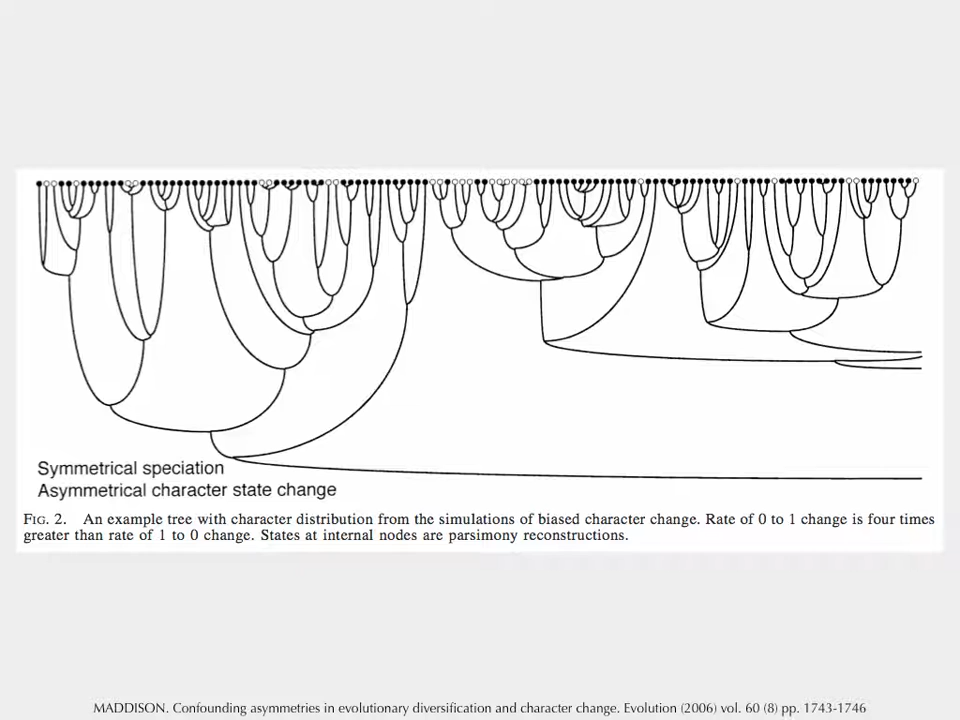 Symmetrical speciation
Asymmetrical character state change
FIG. 2. An example tree with character distribution from the simulations of biased character change. Rate of 0 to 1 change is four times
greater than rate of 1 to 0 change. States at internal nodes are parsimony reconstructions.
MADDISON. Confounding asymmetries in evolutionary diversification and character change. Evolution (2006) vol. 60 (8) pp. 1743-1746